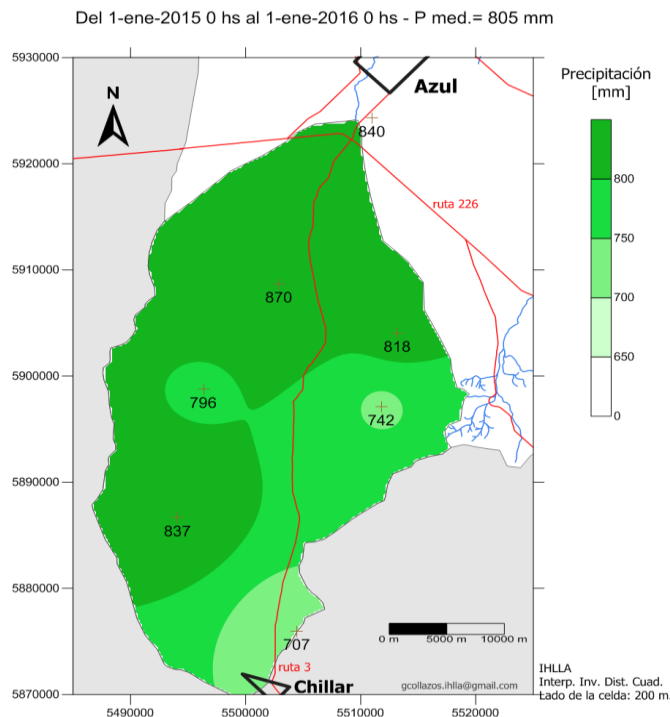 Del 1-ene-2015 0 hs al 1-ene-2016 0 hs - P med.= 805 mm
5930000
5920000
5910000
5900000
5890000
5880000
5870000
5490000
5500000
5510000
5520000
N
Azul
840
ruta 226
870
818
796
742
837
707
ruta 3
Chillar
0 m
5000 m
10000 m
gcollazos.ihlla@gmail.com
Precipitación
[mm]
800
750
700
650
0
IHLLA
Interp. Inv. Dist. Cuad.
Lado de la celda: 200 m.